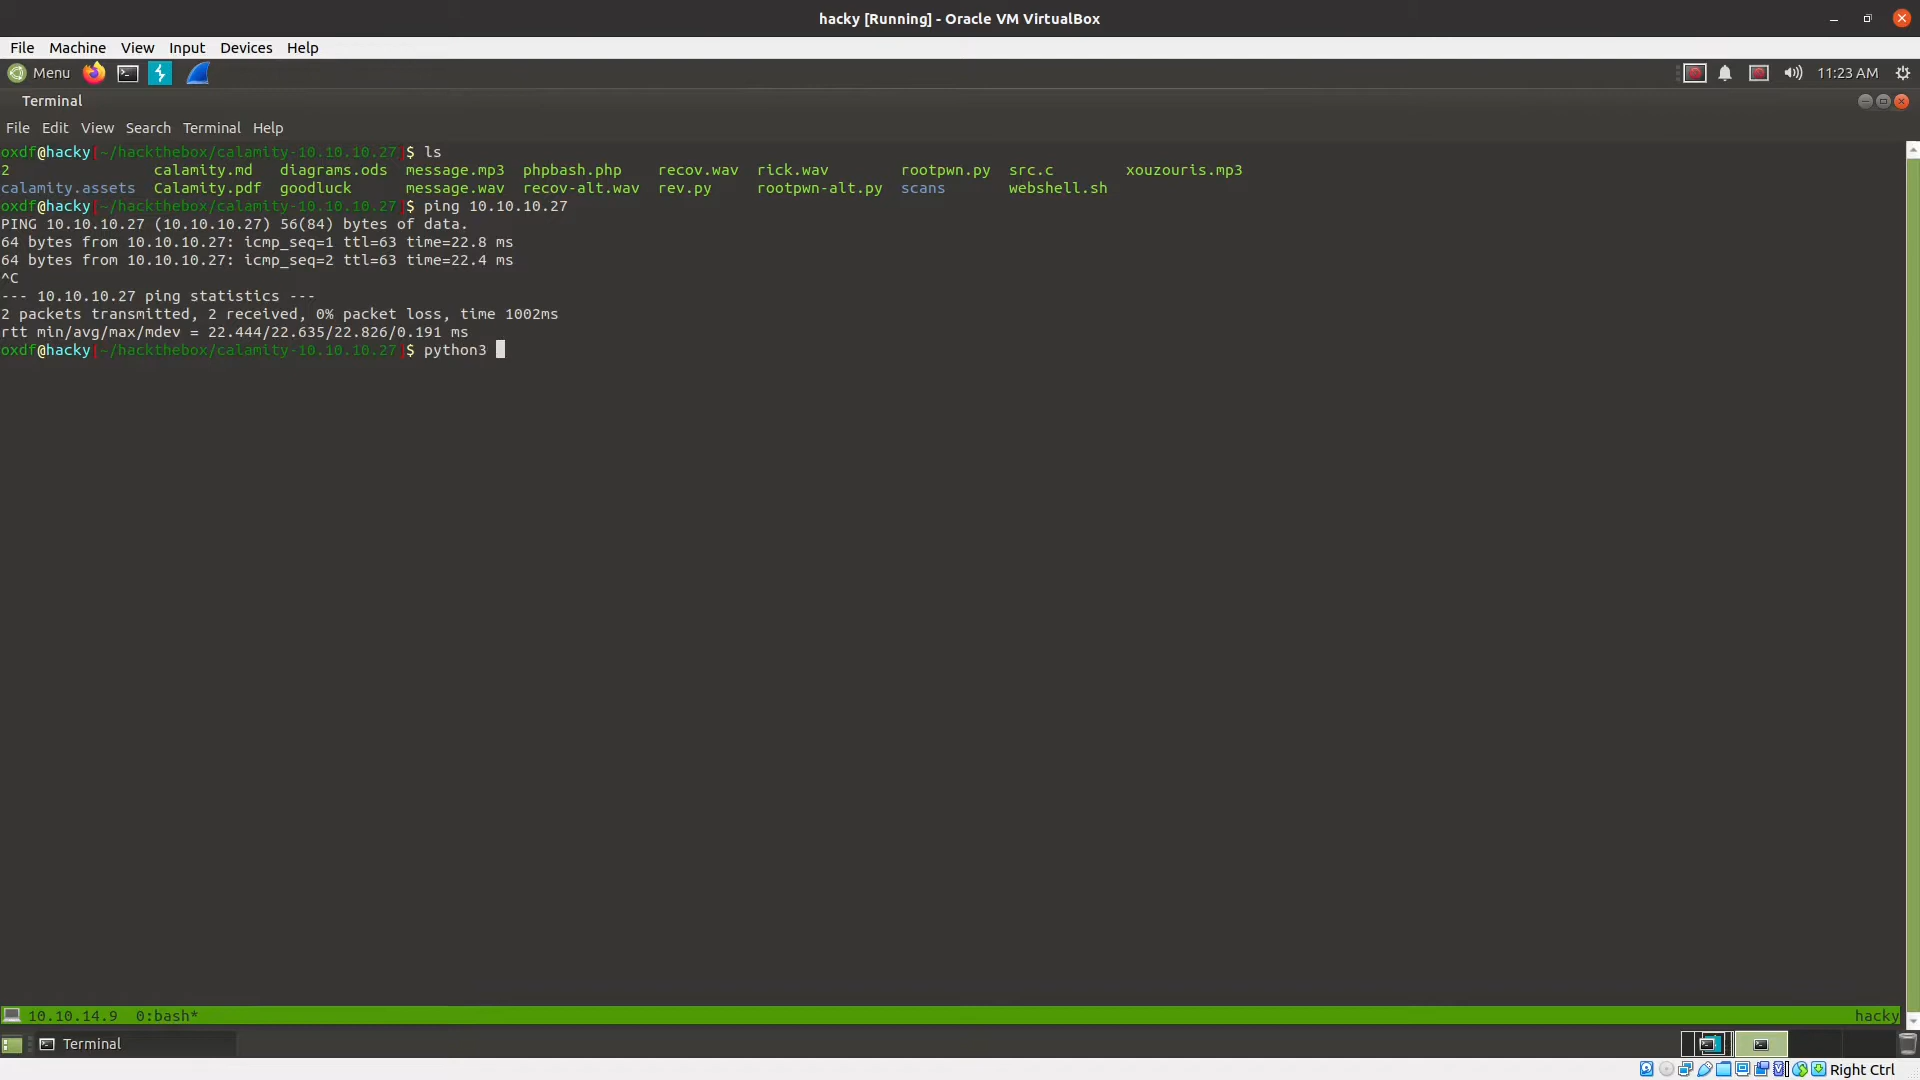 hacky [Running] - Oracle VM VirtualBox
File Machine View Input Devices Help
Menu 11:23 AM
Terminal
File Edit View Search Terminal Help
oxdf@hacky[~/hackthebox/calamity-10.10.10.27]$ ls
2 calamity.md diagrams.ods message.mp3 phpbash.php recov.wav rick.wav rootpwn.py src.c xouzouris.mp3
calamity.assets Calamity.pdf goodluck message.wav recov-alt.wav rev.py rootpwn-alt.py scans webshell.sh
oxdf@hacky[~/hackthebox/calamity-10.10.10.27]$ ping 10.10.10.27
PING 10.10.10.27 (10.10.10.27) 56(84) bytes of data.
64 bytes from 10.10.10.27: icmp_seq=1 ttl=63 time=22.8 ms
64 bytes from 10.10.10.27: icmp_seq=2 ttl=63 time=22.4 ms
^C
--- 10.10.10.27 ping statistics ---
2 packets transmitted, 2 received, 0% packet loss, time 1002ms
rtt min/avg/max/mdev = 22.444/22.635/22.826/0.191 ms
oxdf@hacky[~/hackthebox/calamity-10.10.10.27]$ python3
10.10.14.9 0:bash* hacky
Terminal
Right Ctrl